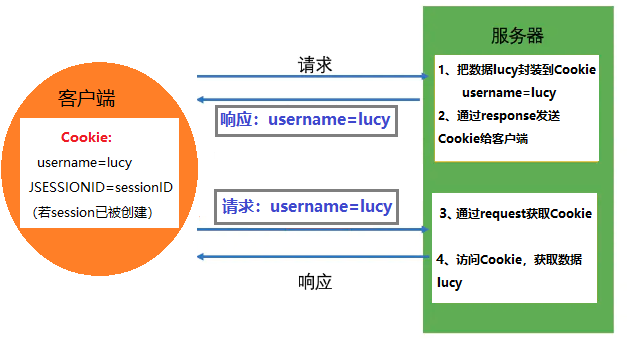 服务器
请求
1、把数据lucy封装到Cookie
username=lucy
2、通过response发送
Cookie给客户端
响应：username=lucy
客户端
Cookie:
username=lucy
JSESSIONID=sessionID
（若session已被创建）
请求：username=lucy
3、通过request获取Cookie
4、访问Cookie，获取数据
lucy
响应